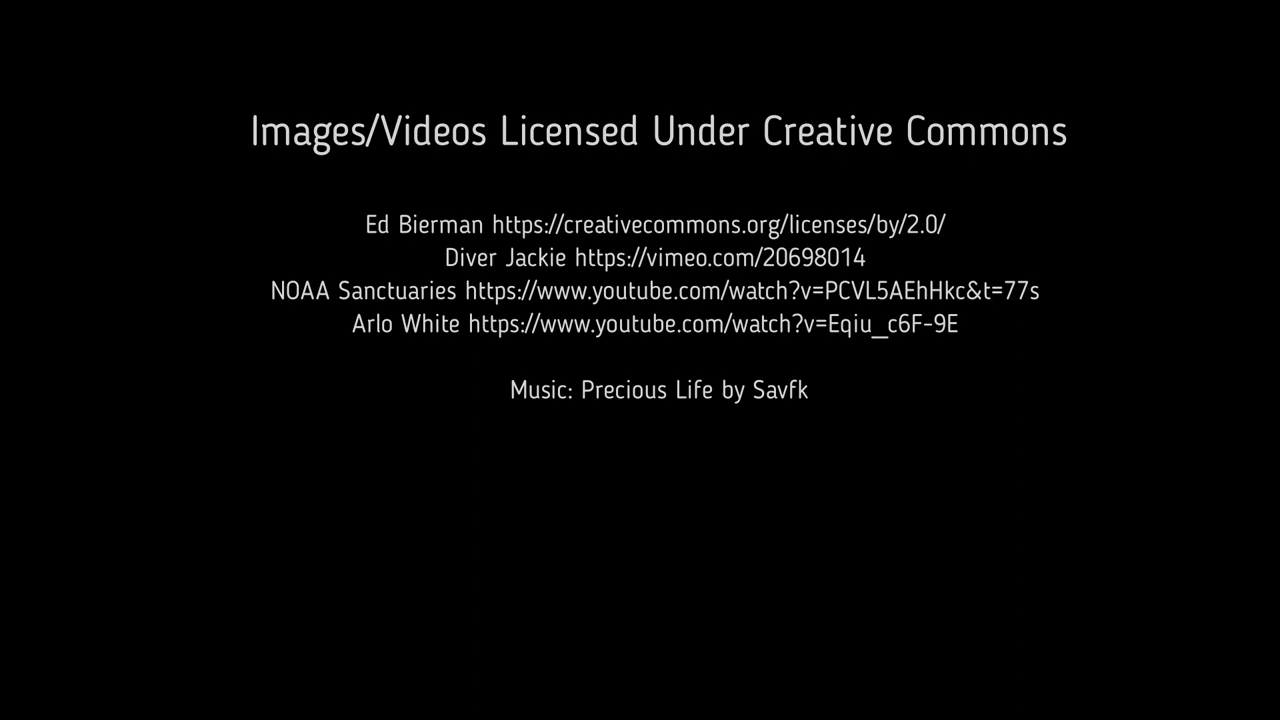 Images/Videos Licensed Under Creative Commons
Ed Bierman https://creativecommons.org/licenses/by/2.0/
Diver Jackie https://vimeo.com/20698014
NOAA Sanctuaries https://www.youtube.com/watch?v=PCVL5AEhHkc&t=77s
Arlo White https://www.youtube.com/watch?v=Eqiu_c6F-9E
Music: Precious Life by Savfk